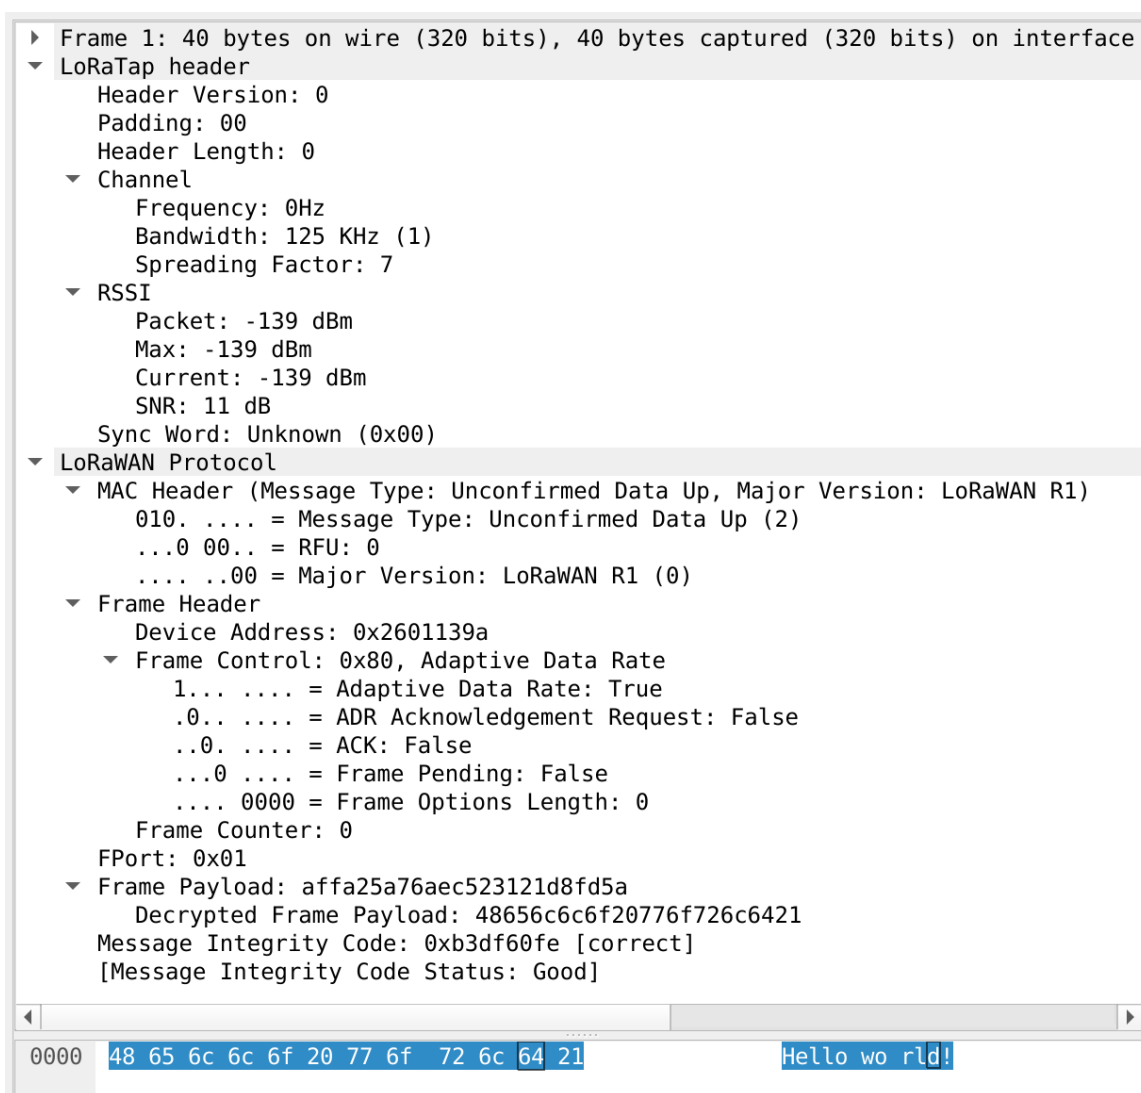 Frame 1: 40 bytes on wire (320 bits), 40 bytes captured (320 bits) on interface
LoRaTap header
Header Version: 0
Padding: 00
Header Length: 0
Channel
Frequency: 0Hz
Bandwidth: 125 KHz (1)
Spreading Factor: 7
RSSI
Packet: -139 dBm
Max: -139 dBm
Current: -139 dBm
SNR: 11 dB
Sync Word: Unknown (0x00)
LoRaWAN Protocol
MAC Header (Message Type: Unconfirmed Data Up, Major Version: LoRaWAN R1)
010. .... = Message Type: Unconfirmed Data Up (2)
...0 00.. = RFU: 0
.... ..00 = Major Version: LoRaWAN R1 (0)
Frame Header
Device Address: 0x2601139a
Frame Control: 0x80, Adaptive Data Rate
1... .... = Adaptive Data Rate: True
.0.. .... = ADR Acknowledgement Request: False
..0. .... = ACK: False
...0 .... = Frame Pending: False
.... 0000 = Frame Options Length: 0
Frame Counter: 0
FPort: 0x01
Frame Payload: affa25a76aec523121d8fd5a
Decrypted Frame Payload: 48656c6c6f20776f726c6421
Message Integrity Code: 0xb3df60fe [correct]
[Message Integrity Code Status: Good]
0000 48 65 6c 6c 6f 20 77 6f 72 6c 64 21 Hello wo rld!